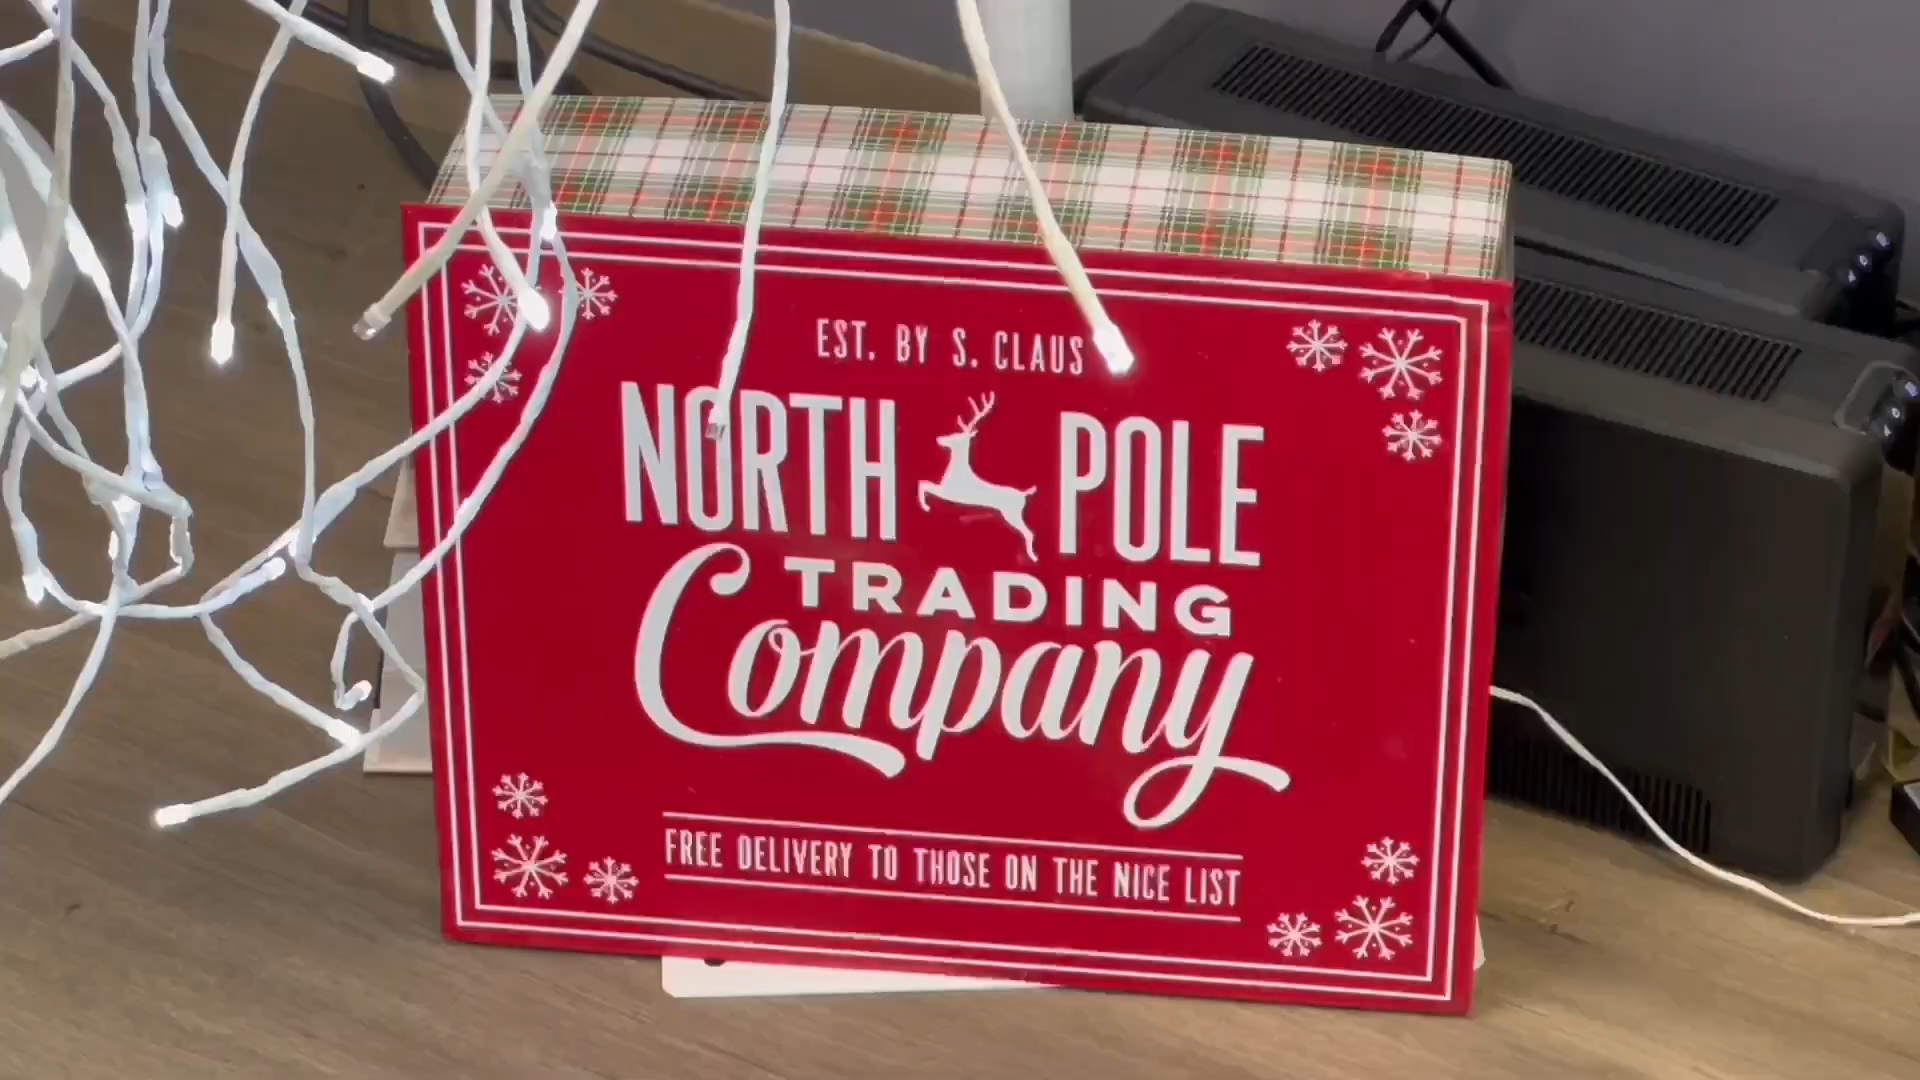 EST. BY S. CLAUS
NORTH POLE
TRADING
Company
FREE DELIVERY TO THOSE ON THE NICE LIST